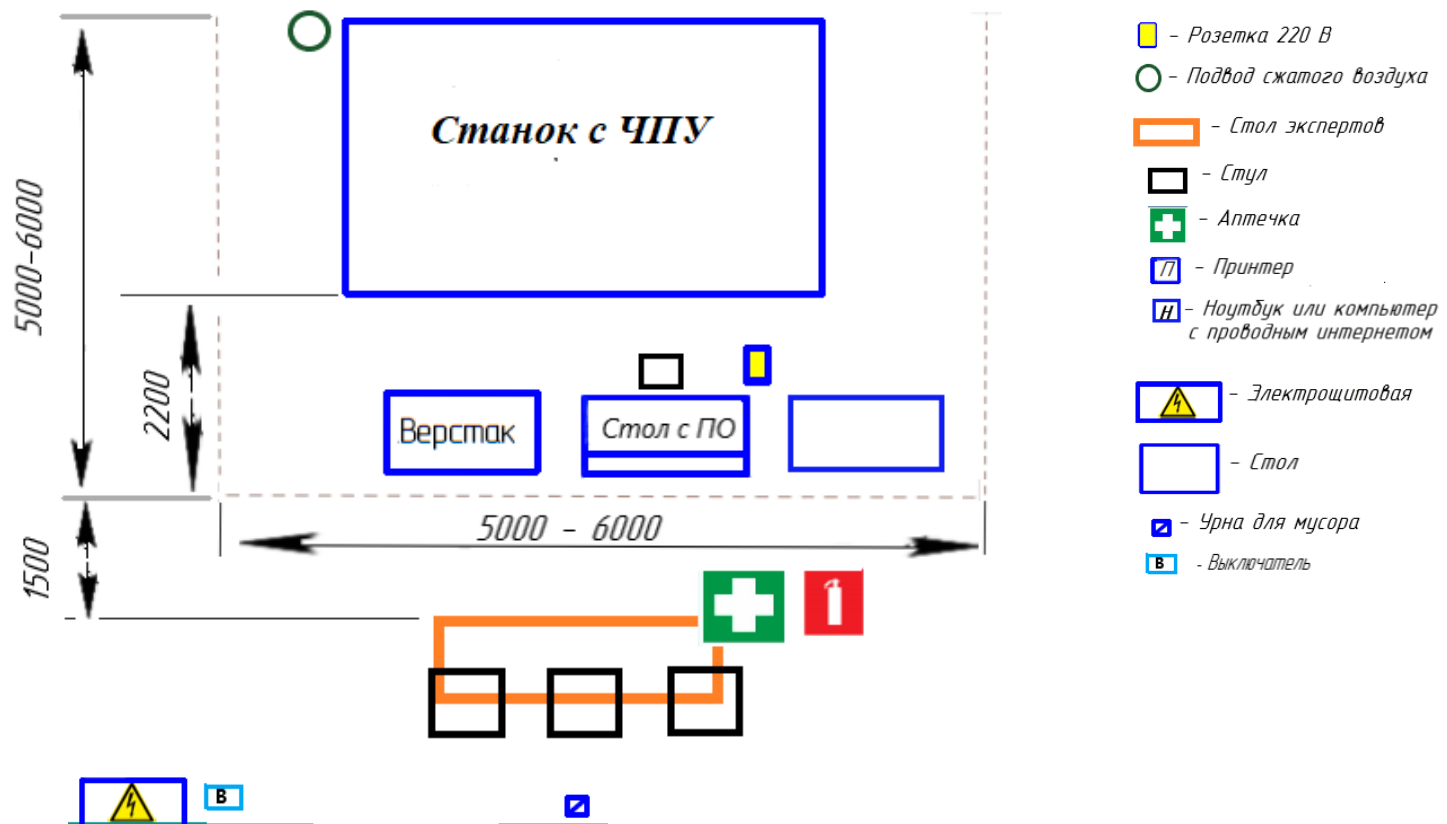 Станок с ЧПУ
5000-6000
2200
Верстак
Стол с ПО
5000 - 6000
1500
В
- Розетка 220 В
- Подвод сжатого воздуха
- Стол экспертов
- Стул
- Аптечка
П - Принтер
Н - Ноутбук или компьютер
с проводным интернетом
- Электрощитовая
- Стол
- Урна для мусора
В - Выключатель